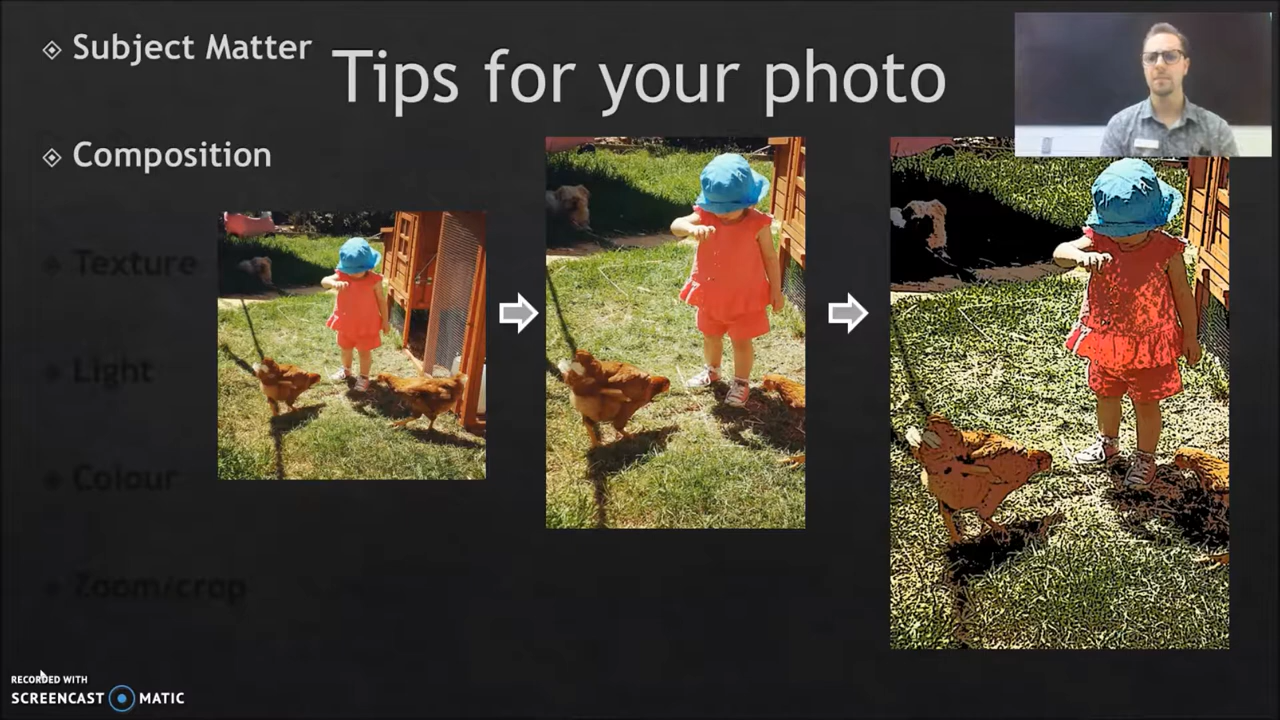 Tips for your photo
Subject Matter
Composition
Texture
Light
Colour
Zoom/crop
RECORDED WITH
SCREENCAST MATIC